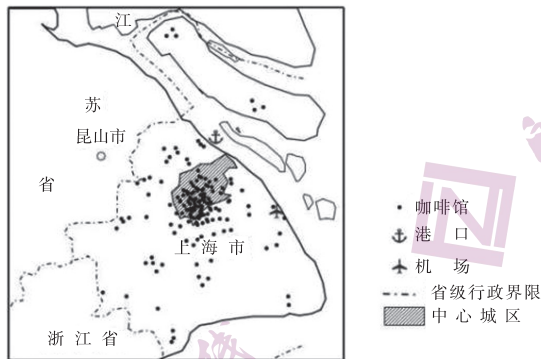 江
苏
昆山市
省
上海市
浙江省
咖啡馆
港 口
机 场
省级行政界限
中心城区